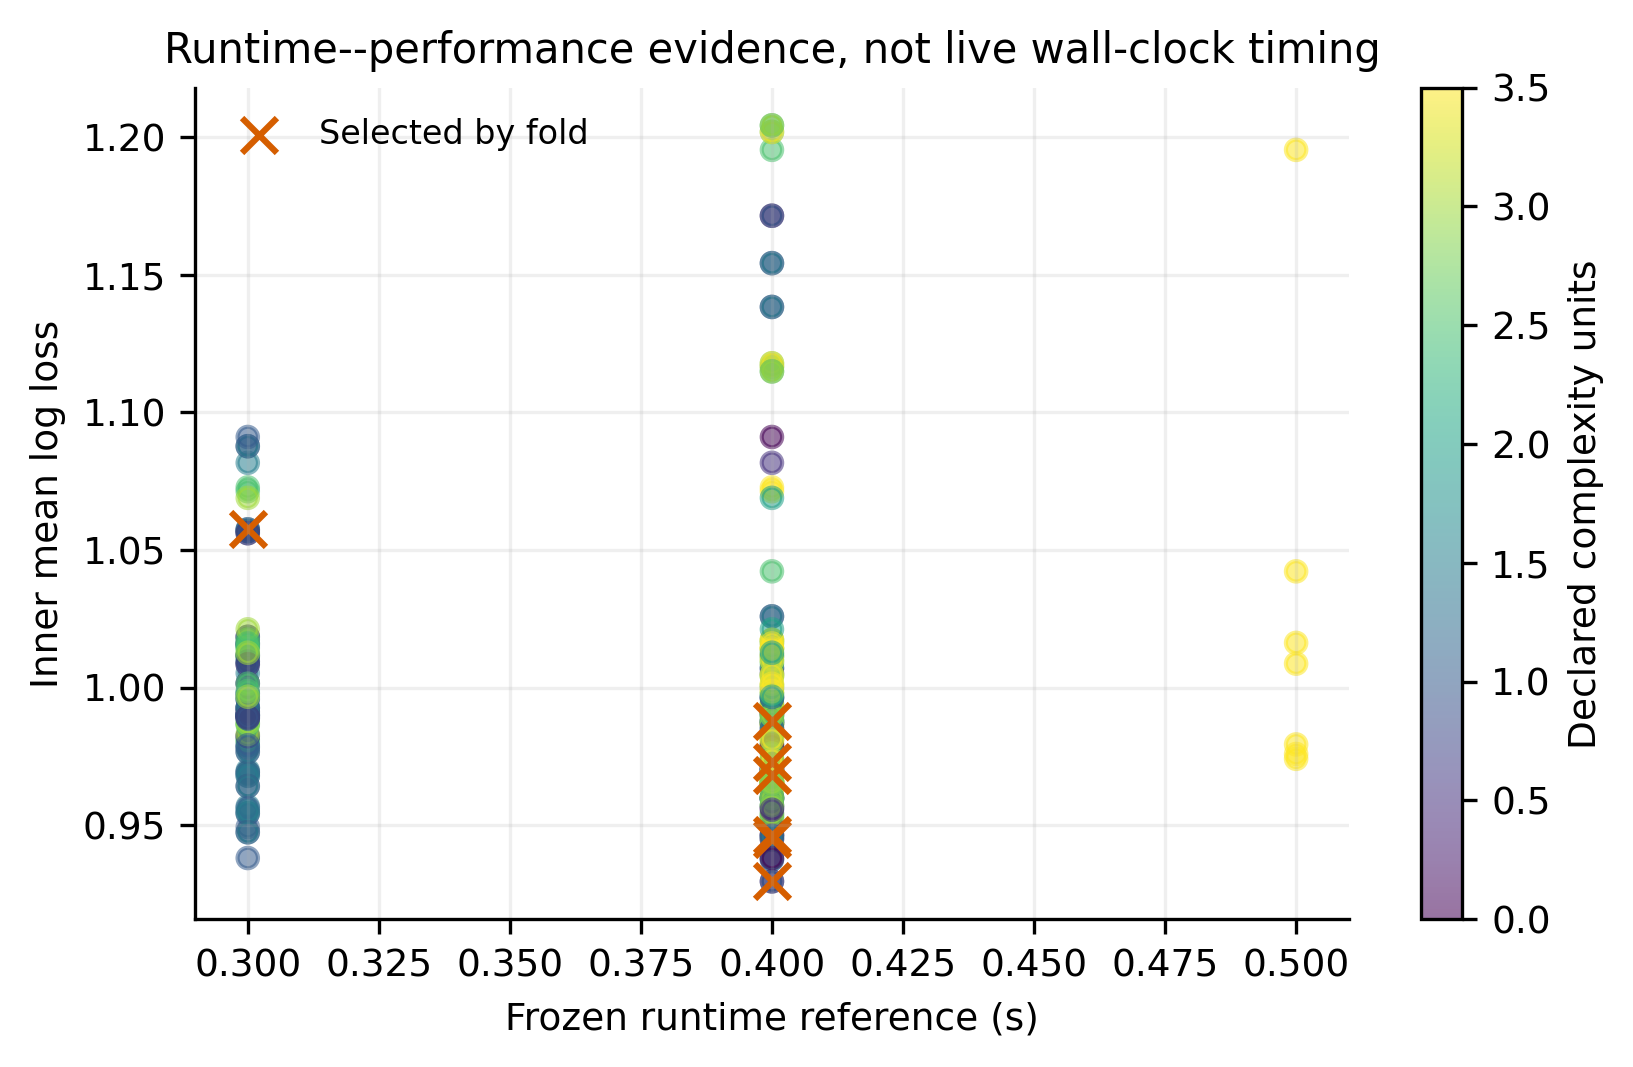 Runtime--performance evidence, not live wall-clock timing
Selected by fold
Inner mean log loss
1.20
1.15
1.10
1.05
1.00
0.95
0.300 0.325 0.350 0.375 0.400 0.425 0.450 0.475 0.500
Frozen runtime reference (s)
3.5
3.0
2.5
2.0
1.5
1.0
0.5
0.0
Declared complexity units